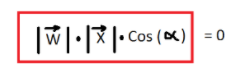 |w⃗|•|x⃗|•Cos (α) = 0